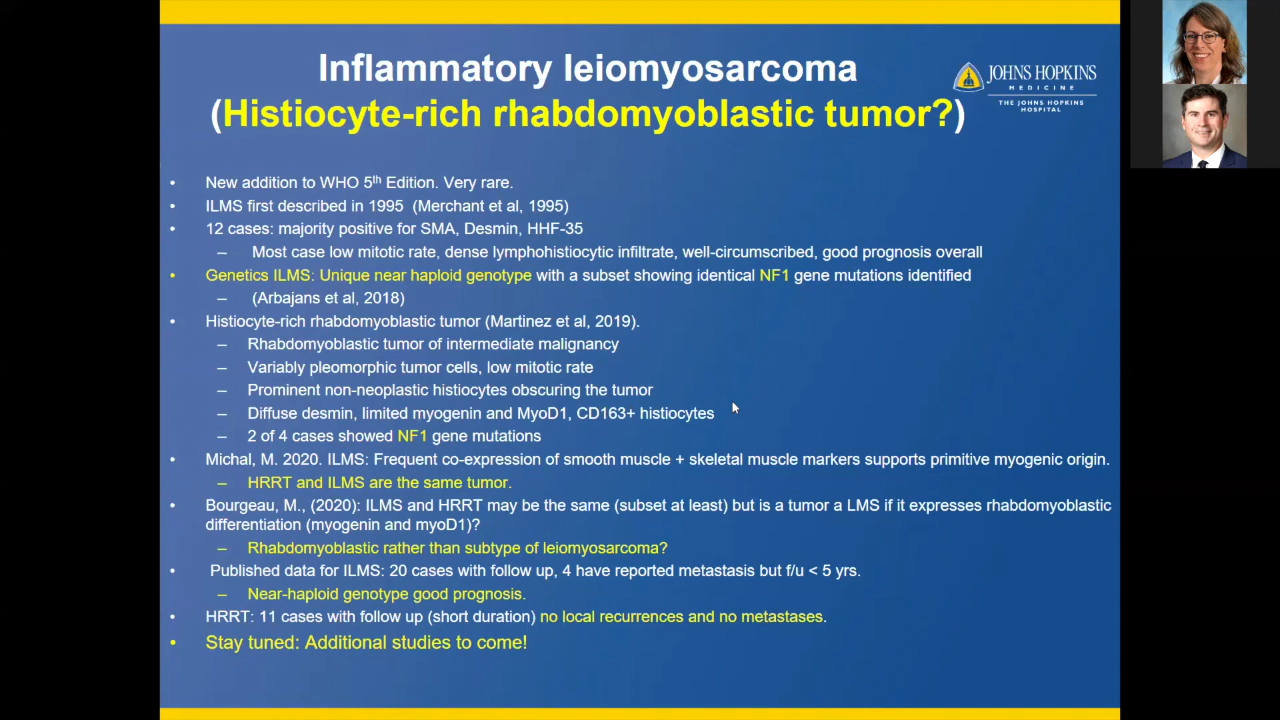 Inflammatory leiomyosarcoma
(Histiocyte-rich rhabdomyoblastic tumor?)
JOHNS HOPKINS
MEDICINE
THE JOHNS HOPKINS
HOSPITAL
• New addition to WHO 5th Edition. Very rare.
• ILMS first described in 1995 (Merchant et al, 1995)
• 12 cases: majority positive for SMA, Desmin, HHF-35
– Most case low mitotic rate, dense lymphohistiocytic infiltrate, well-circumscribed, good prognosis overall
• Genetics ILMS: Unique near haploid genotype with a subset showing identical NF1 gene mutations identified
– (Arbajans et al, 2018)
• Histiocyte-rich rhabdomyoblastic tumor (Martinez et al, 2019).
– Rhabdomyoblastic tumor of intermediate malignancy
– Variably pleomorphic tumor cells, low mitotic rate
– Prominent non-neoplastic histiocytes obscuring the tumor
– Diffuse desmin, limited myogenin and MyoD1, CD163+ histiocytes
– 2 of 4 cases showed NF1 gene mutations
• Michal, M. 2020. ILMS: Frequent co-expression of smooth muscle + skeletal muscle markers supports primitive myogenic origin.
– HRRT and ILMS are the same tumor.
• Bourgeau, M., (2020): ILMS and HRRT may be the same (subset at least) but is a tumor a LMS if it expresses rhabdomyoblastic
differentiation (myogenin and myoD1)?
– Rhabdomyoblastic rather than subtype of leiomyosarcoma?
• Published data for ILMS: 20 cases with follow up, 4 have reported metastasis but f/u < 5 yrs.
– Near-haploid genotype good prognosis.
• HRRT: 11 cases with follow up (short duration) no local recurrences and no metastases.
• Stay tuned: Additional studies to come!